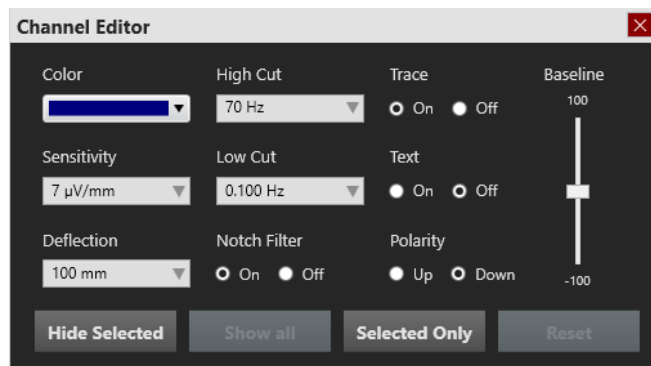 Channel Editor
Color
High Cut
Trace
Baseline
70 Hz
On
Off
100
Sensitivity
Low Cut
Text
7 µV/mm
0.100 Hz
On
Off
Deflection
Notch Filter
Polarity
100 mm
On
Off
Up
Down
-100
Hide Selected
Show all
Selected Only
Reset